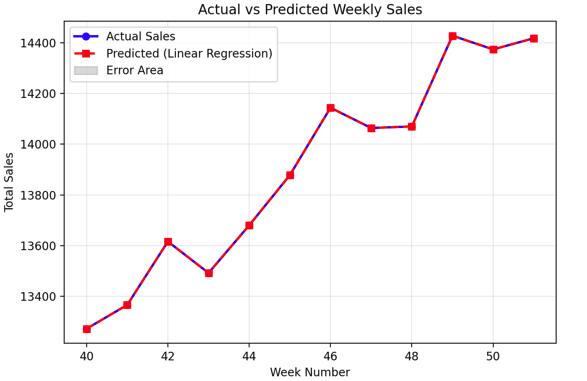 Actual vs Predicted Weekly Sales
Actual Sales
Predicted (Linear Regression)
Error Area
Total Sales
14400
14200
14000
13800
13600
13400
40 42 44 46 48 50
Week Number